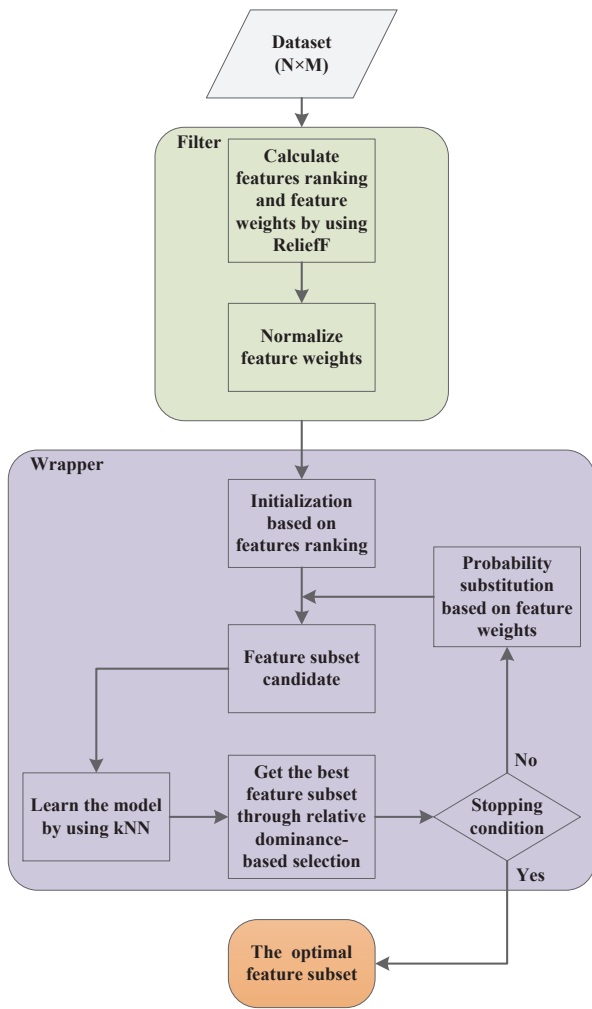 Dataset
(N×M)
Filter
Calculate
features ranking
and feature
weights by using
ReliefF
Normalize
feature weights
Wrapper
Initialization
based on
features ranking
Probability
substitution
based on feature
weights
Feature subset
candidate
Learn the model
by using kNN
Get the best
feature subset
through relative
dominance-
based selection
Stopping
condition
No
Yes
The optimal
feature subset